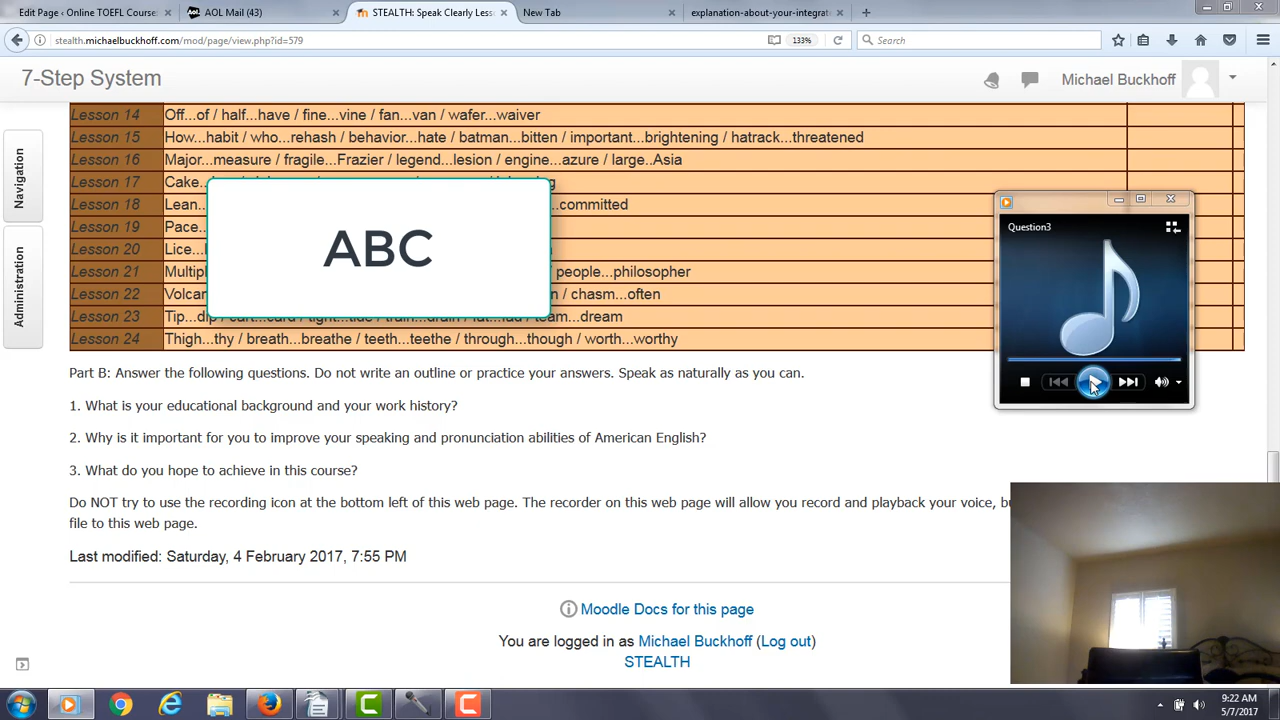 Edit Page ‹ Online TOEFL Course:
AOL Mail (43)
STEALTH: Speak Clearly Less
New Tab
explanation-about-your-integrat
stealth.michaelbuckhoff.com/mod/page/view.php?id=579
133%
Search
7-Step System
Michael Buckhoff
Navigation
Administration
Lesson 14 Off...of / half...have / fine...vine / fan...van / wafer...waiver
Lesson 15 How...habit / who...rehash / behavior...hate / batman...bitten / important...brightening / hatrack...threatened
Lesson 16 Major...measure / fragile...Frazier / legend...lesion / engine...azure / large..Asia
Lesson 17 Cake..
Lesson 18 Lean.. ..committed
Lesson 19 Pace..
Lesson 20 Lice..
Lesson 21 Multipl / people...philosopher
Lesson 22 Volcan / chasm...often
Lesson 23 Tip...dip / cart...card / tight...tide / train...drain / fat...fad / team...dream
Lesson 24 Thigh...thy / breath...breathe / teeth...teethe / through...though / worth...worthy
ABC
Question3
Part B: Answer the following questions. Do not write an outline or practice your answers. Speak as naturally as you can.
1. What is your educational background and your work history?
2. Why is it important for you to improve your speaking and pronunciation abilities of American English?
3. What do you hope to achieve in this course?
Do NOT try to use the recording icon at the bottom left of this web page. The recorder on this web page will allow you record and playback your voice, bu
file to this web page.
Last modified: Saturday, 4 February 2017, 7:55 PM
Moodle Docs for this page
You are logged in as Michael Buckhoff (Log out)
STEALTH
9:22 AM
5/7/2017